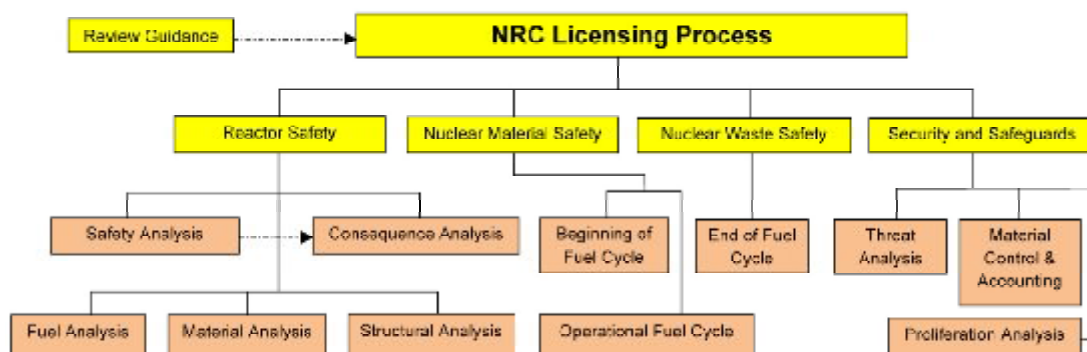 Review Guidance
NRC Licensing Process
Reactor Safety
Nuclear Material Safety
Nuclear Waste Safety
Security and Safeguards
Safety Analysis
Consequence Analysis
Beginning of
Fuel Cycle
End of Fuel
Cycle
Threat
Analysis
Material
Control &
Accounting
Fuel Analysis
Material Analysis
Structural Analysis
Operational Fuel Cycle
Proliferation Analysis